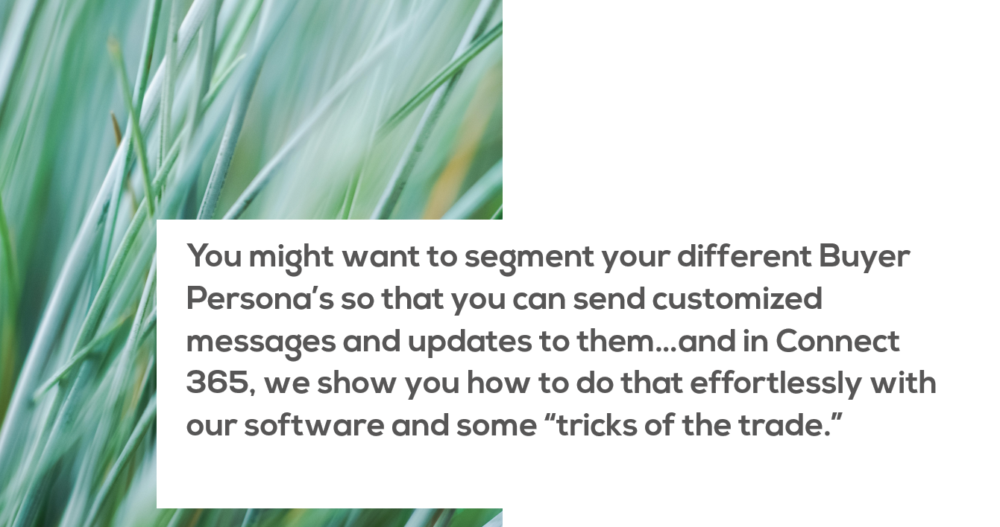 You might want to segment your different Buyer
Persona’s so that you can send customized
messages and updates to them...and in Connect
365, we show you how to do that effortlessly with
our software and some “tricks of the trade.”